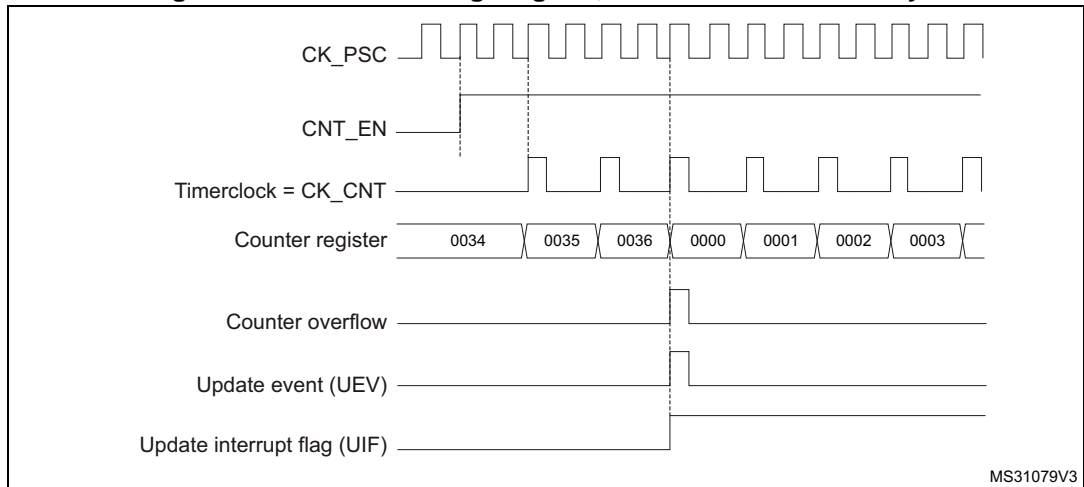 CK_PSC
CNT_EN
Timerclock = CK_CNT
Counter register 0034 0035 0036 0000 0001 0002 0003
Counter overflow
Update event (UEV)
Update interrupt flag (UIF)
MS31079V3